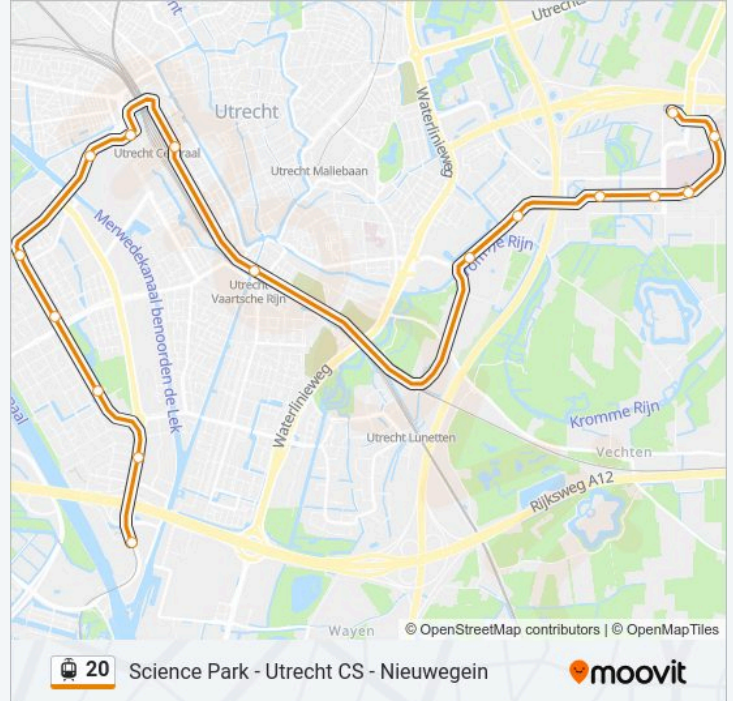 Utrecht
Waterlinieweg
Utrecht Centraal
Utrecht Maliebaan
Merwedekanaal benoorden de Lek
Kromme Rijn
Utrecht
Vaartsche Rijn
Waterlinieweg
Kromme Rijn
Utrecht Lunetten
Vechten
Rijksweg A12
Wayen
© OpenStreetMap contributors | © OpenMapTiles
20 Science Park - Utrecht CS - Nieuwegein moovit